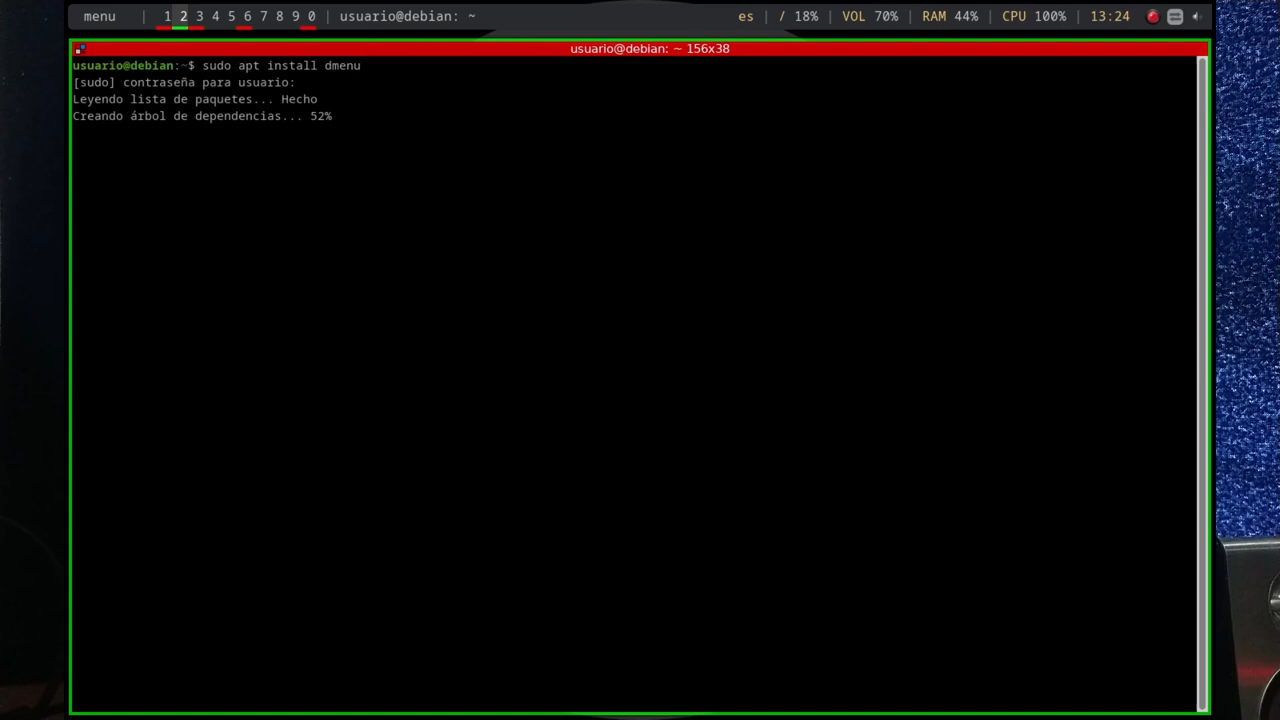 menu | 1 2 3 4 5 6 7 8 9 0 | usuario@debian: ~ es | / 18% | VOL 70% | RAM 44% | CPU 100% | 13:24
usuario@debian: ~ 156x38
usuario@debian:~$ sudo apt install dmenu
[sudo] contraseña para usuario:
Leyendo lista de paquetes... Hecho
Creando árbol de dependencias... 52%